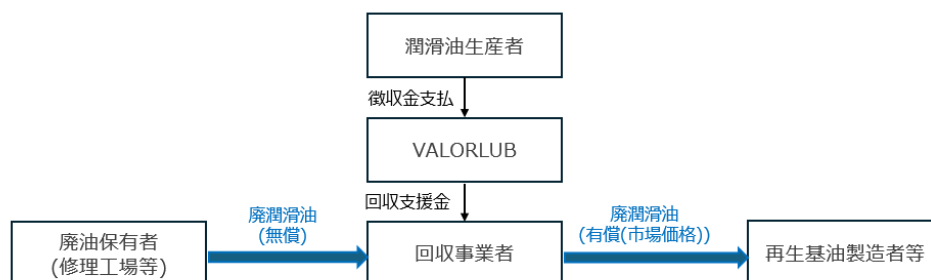 潤滑油生産者
徴収金支払
VALORLUB
回収支援金
廃油保有者
(修理工場等)
廃潤滑油
(無償)
回収事業者
廃潤滑油
(有償(市場価格))
再生基油製造者等